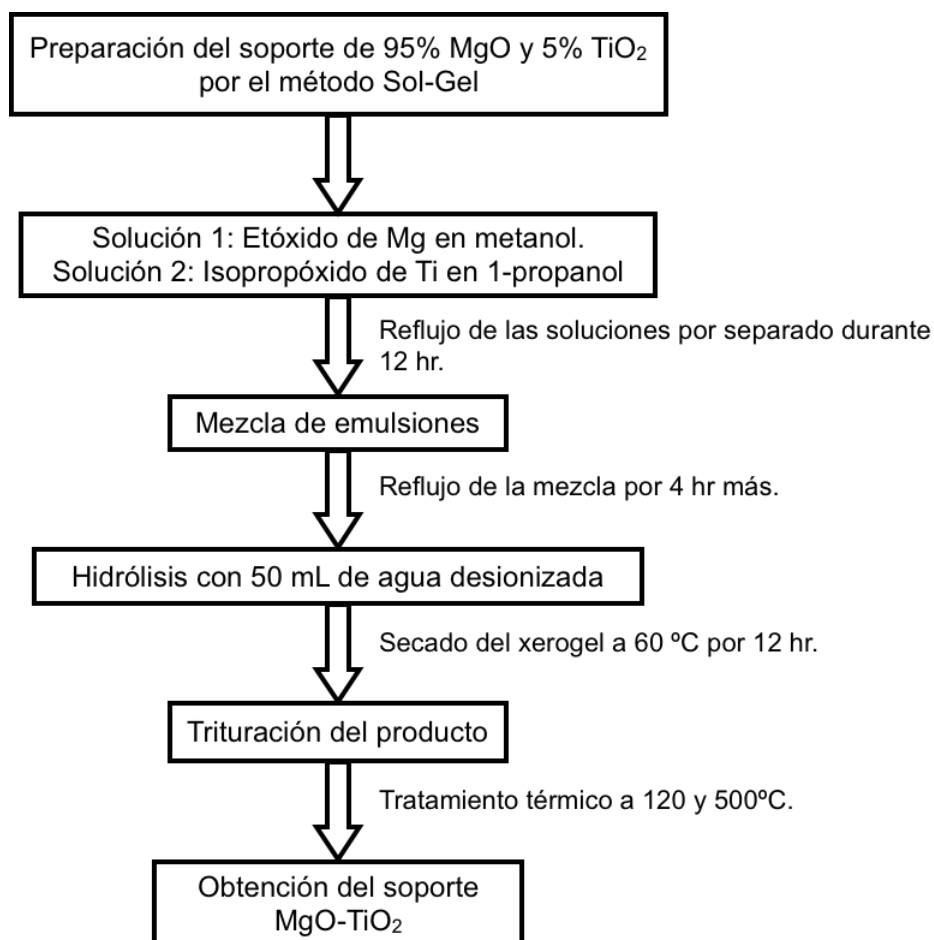 Preparación del soporte de 95% MgO y 5% TiO₂
por el método Sol-Gel
Solución 1: Etóxido de Mg en metanol.
Solución 2: Isopropóxido de Ti en 1-propanol
Reflujo de las soluciones por separado durante
12 hr.
Mezcla de emulsiones
Reflujo de la mezcla por 4 hr más.
Hidrólisis con 50 mL de agua desionizada
Secado del xerogel a 60 ºC por 12 hr.
Trituración del producto
Tratamiento térmico a 120 y 500ºC.
Obtención del soporte
MgO-TiO₂